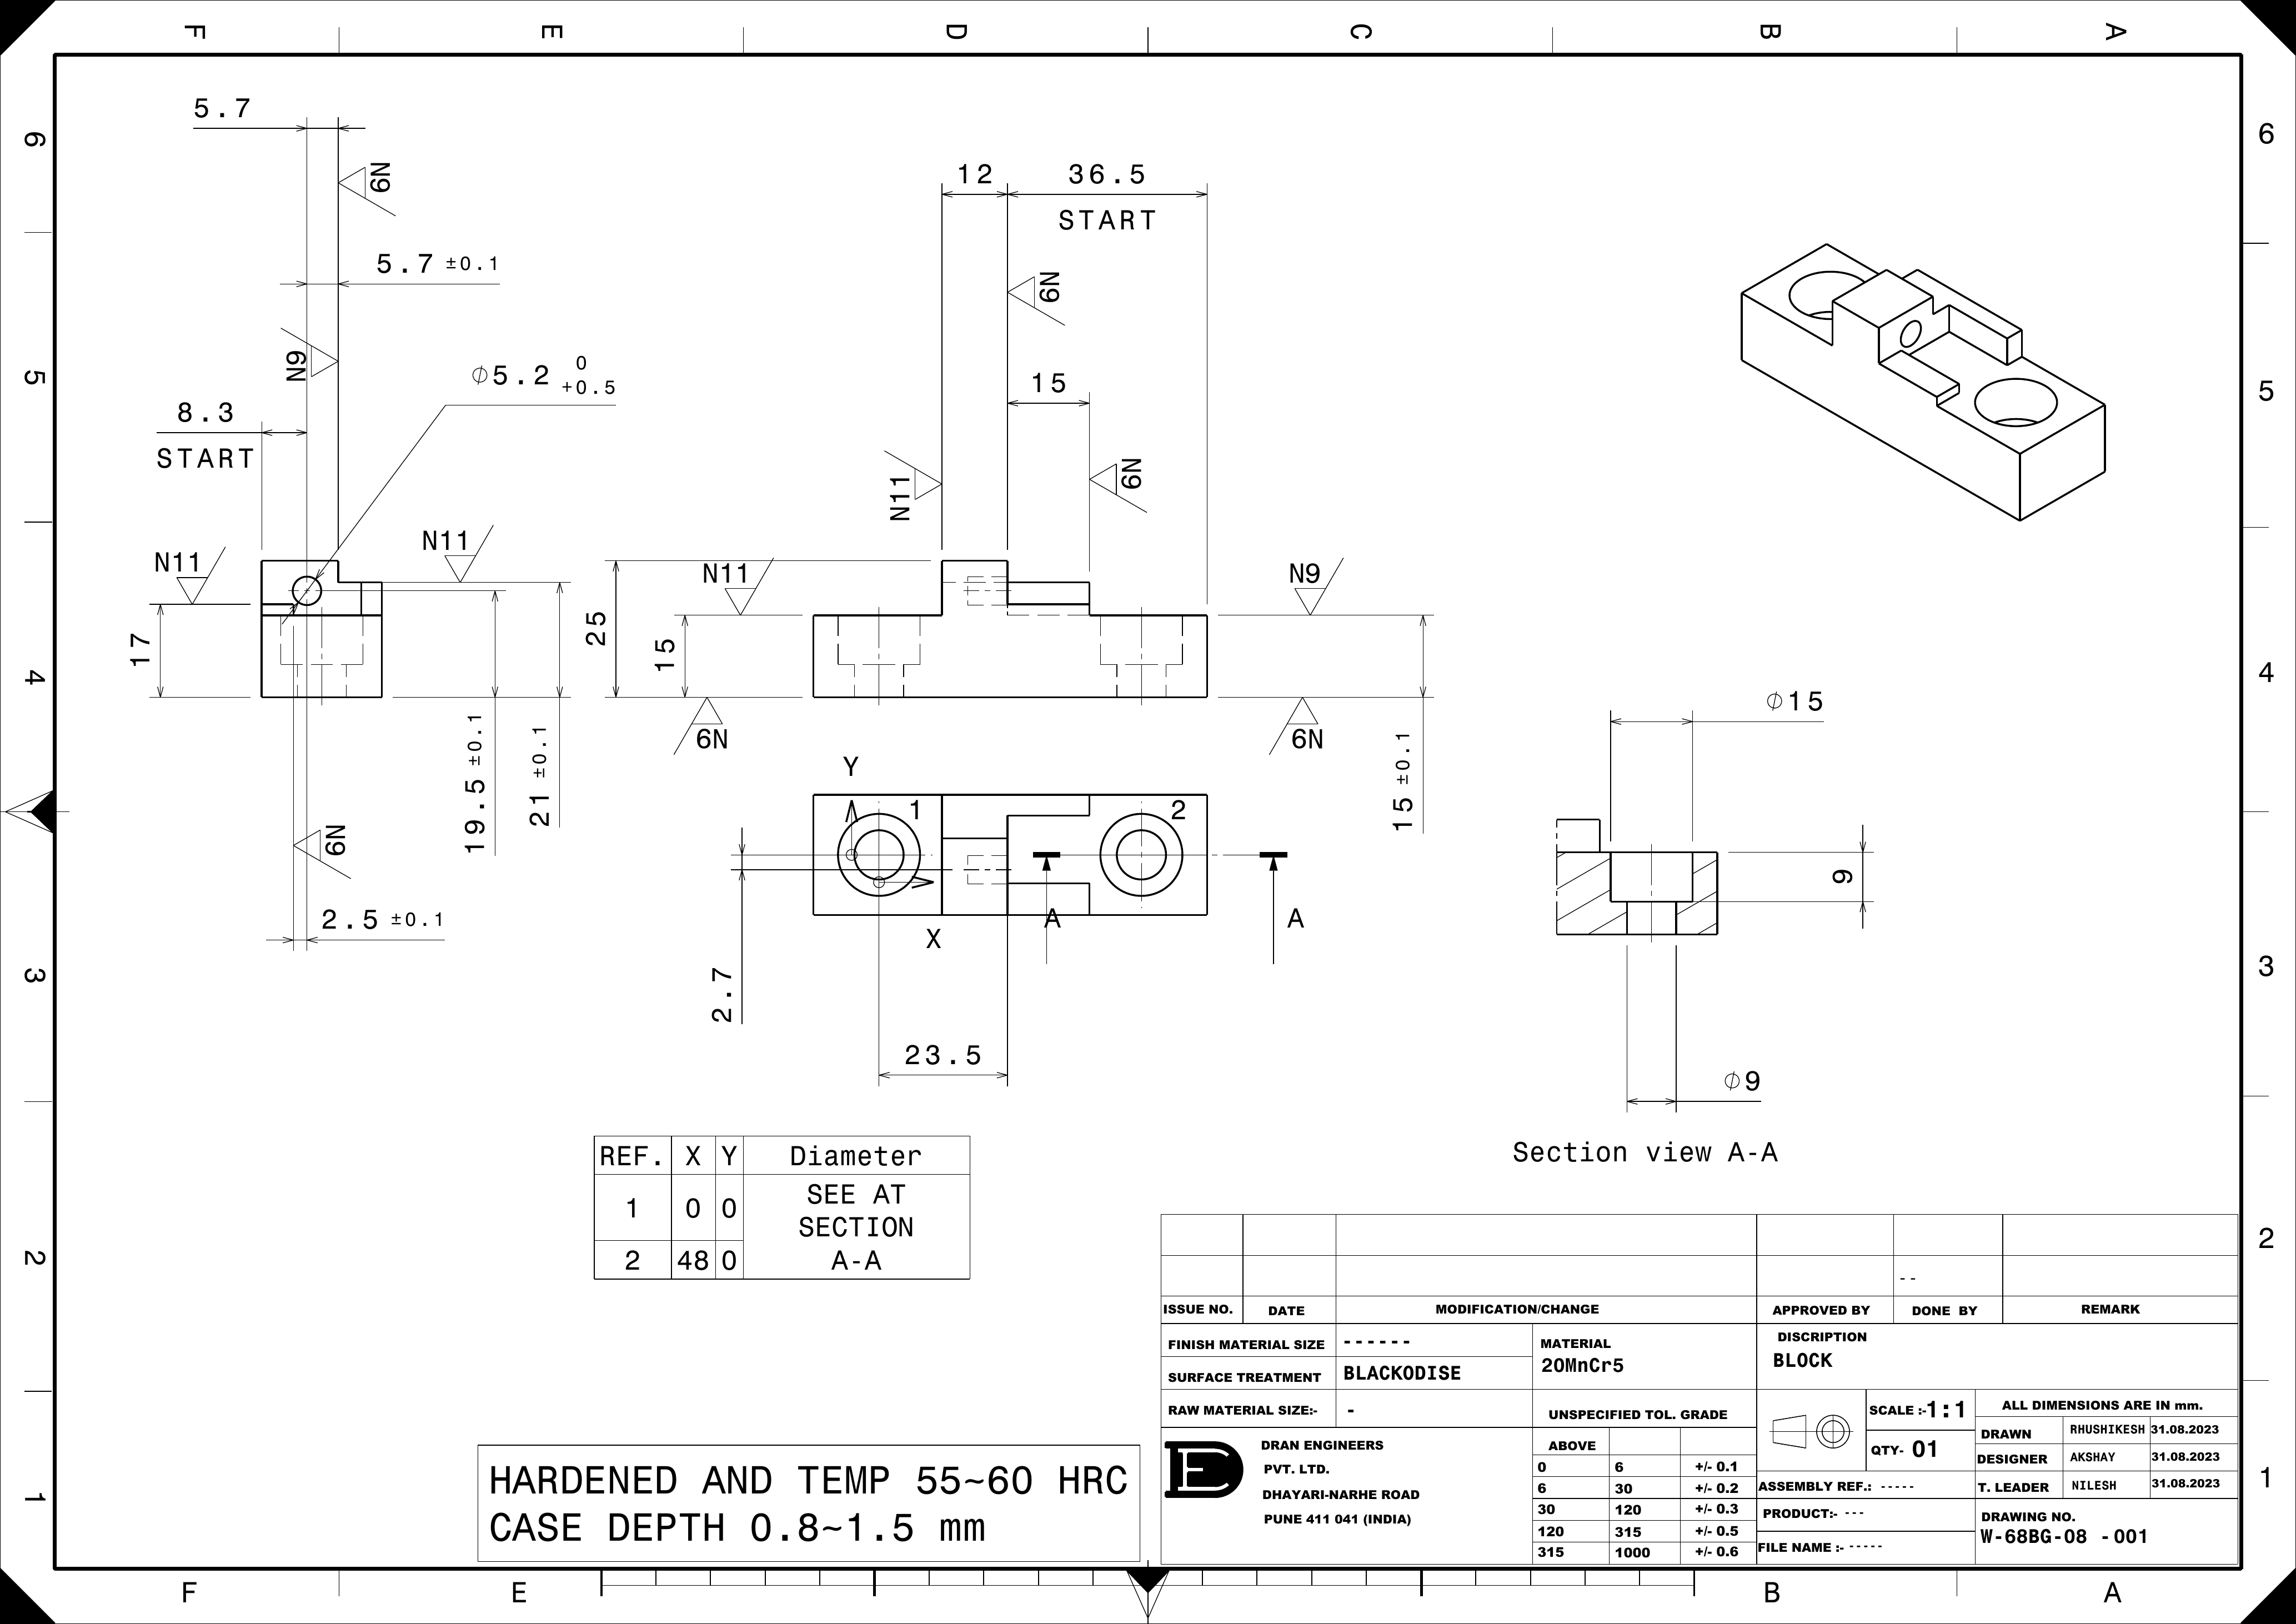 F E D C B A
6
6
5
5
4
4
3
3
2
2
1
1
5.7
N9
5.7 ±0.1
N9
Ø5.2 0
+0.5
8.3
START
N11
N11
17
19.5 ±0.1
21 ±0.1
N9
2.5 ±0.1
12
36.5
START
N9
15
N11
N9
N11
N9
25
15
N9
N9
15 ±0.1
Y
1
2
X
A
A
2.7
23.5
Ø15
9
Ø9
Section view A-A
REF. X Y Diameter
1 0 0 SEE AT
SECTION
2 48 0 A-A
HARDENED AND TEMP 55~60 HRC
CASE DEPTH 0.8~1.5 mm
--
ISSUE NO. DATE MODIFICATION/CHANGE APPROVED BY DONE BY REMARK
FINISH MATERIAL SIZE ------
SURFACE TREATMENT BLACKODISE
RAW MATERIAL SIZE:- -
MATERIAL
20MnCr5
DISCRIPTION
BLOCK
UNSPECIFIED TOL. GRADE
ABOVE
0 6 +/- 0.1
6 30 +/- 0.2
30 120 +/- 0.3
120 315 +/- 0.5
315 1000 +/- 0.6
DRAN ENGINEERS
PVT. LTD.
DHAYARI-NARHE ROAD
PUNE 411 041 (INDIA)
SCALE :-1:1
QTY- 01
ALL DIMENSIONS ARE IN mm.
DRAWN RHUSHIKESH 31.08.2023
DESIGNER AKSHAY 31.08.2023
T. LEADER NILESH 31.08.2023
ASSEMBLY REF.: -----
PRODUCT:- ---
FILE NAME :- -----
DRAWING NO.
W-68BG-08 -001
F E B A